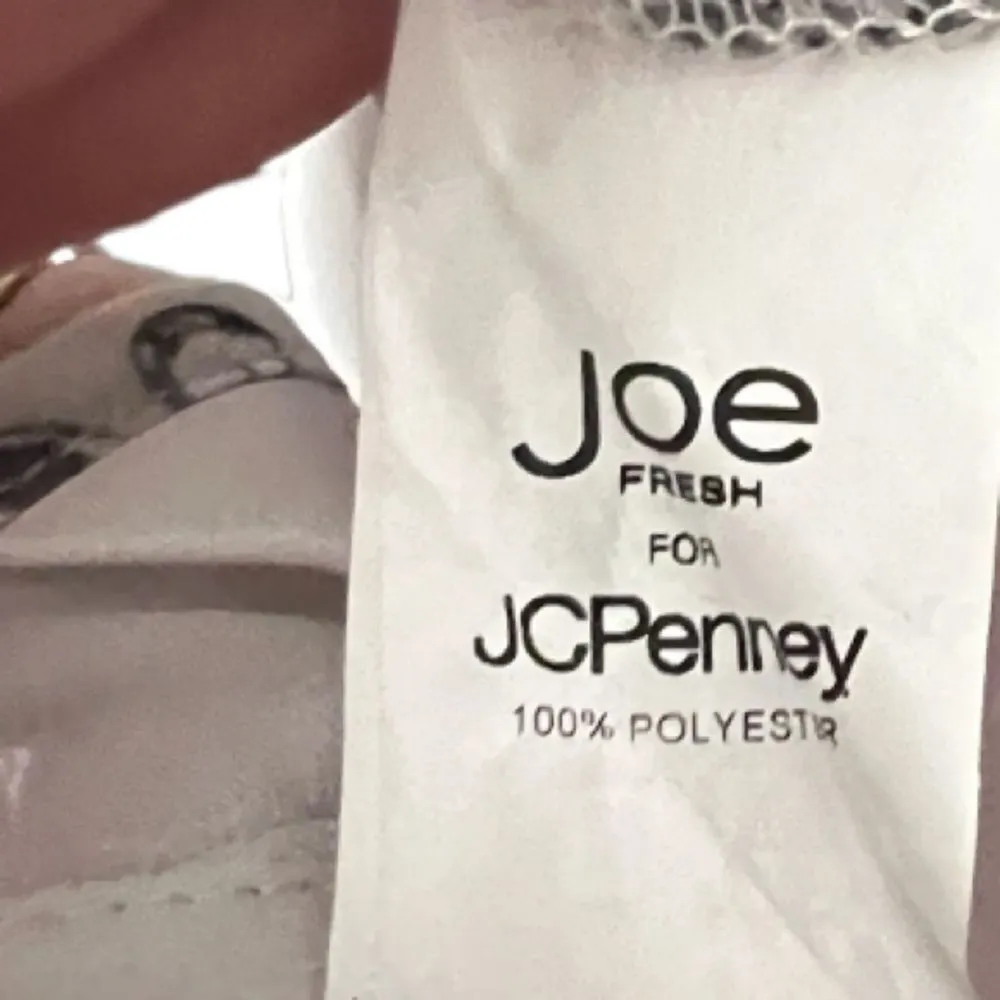 Joe
FRESH
FOR
JCPenney
100% POLYESTER